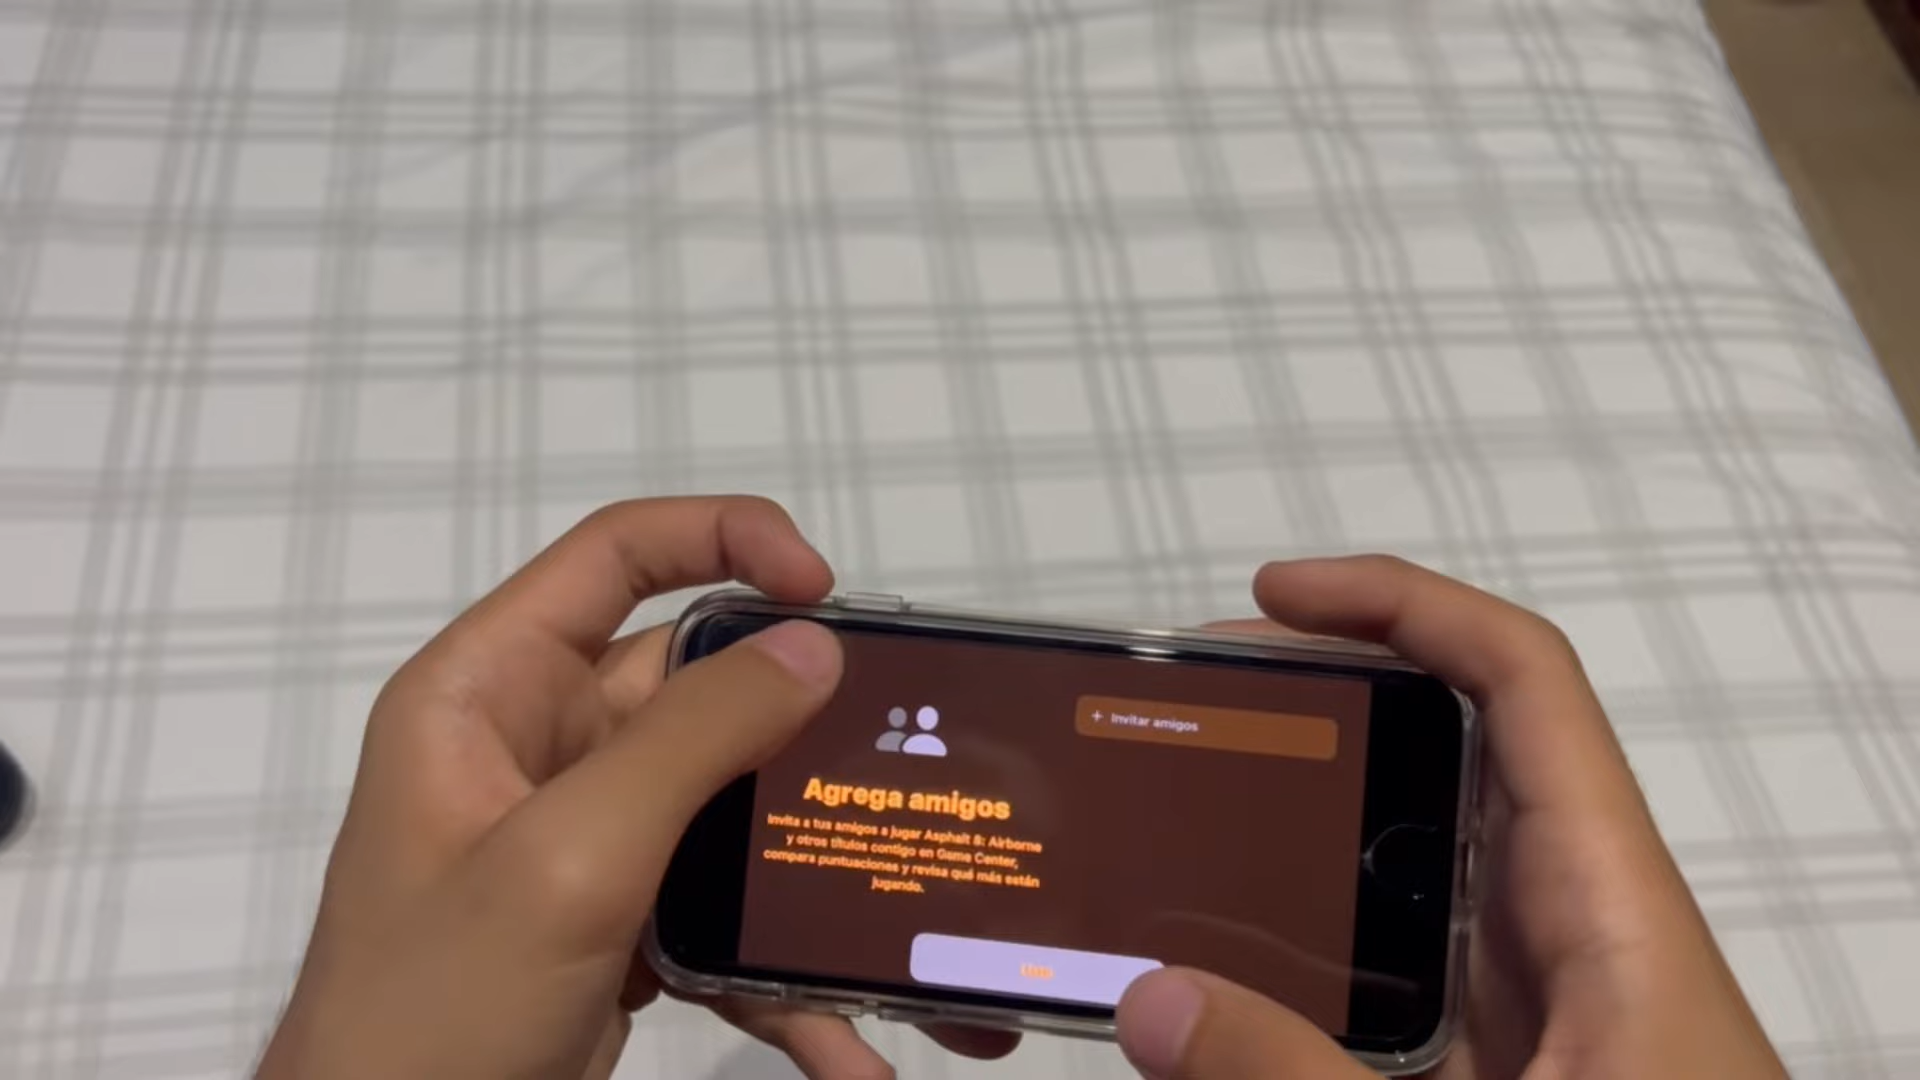 + Invitar amigos
Agrega amigos
Invita a tus amigos a jugar Asphalt 8: Airborne
y otros títulos contigo en Game Center,
compara puntuaciones y revisa qué más están
jugando.